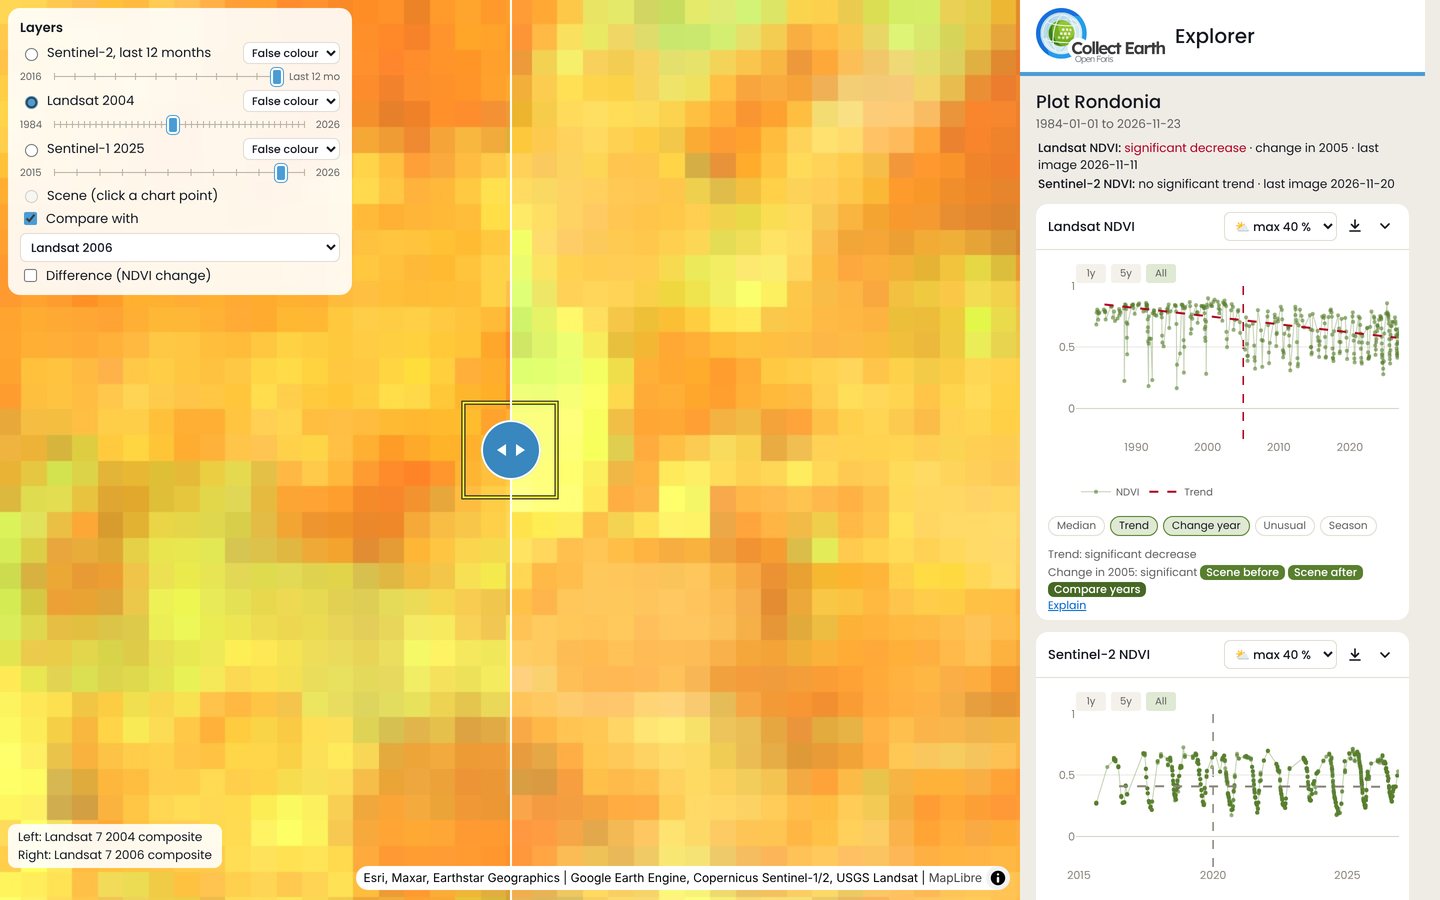 Layers
Sentinel-2, last 12 months
False colour
2016
Last 12 mo
Landsat 2004
False colour
1984
2026
Sentinel-1 2025
False colour
2015
2026
Scene (click a chart point)
Compare with
Landsat 2006
Difference (NDVI change)
Left: Landsat 7 2004 composite
Right: Landsat 7 2006 composite
Esri, Maxar, Earthstar Geographics | Google Earth Engine, Copernicus Sentinel-1/2, USGS Landsat | MapLibre
Collect Earth
Open Foris
Explorer
Plot Rondonia
1984-01-01 to 2026-11-23
Landsat NDVI: significant decrease · change in 2005 · last
image 2026-11-11
Sentinel-2 NDVI: no significant trend · last image 2026-11-20
Landsat NDVI
max 40 %
1y 5y All
1
0.5
0
1990 2000 2010 2020
NDVI Trend
Median Trend Change year Unusual Season
Trend: significant decrease
Change in 2005: significant Scene before Scene after
Compare years
Explain
Sentinel-2 NDVI
max 40 %
1y 5y All
1
0.5
0
2015 2020 2025